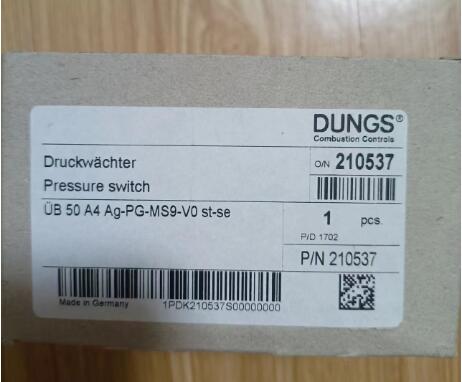 DUNGS®
Combustion Controls
Druckwächter
O/N 210537
Pressure switch
ÜB 50 A4 Ag-PG-MS9-V0 st-se
1 pcs.
P/D 1702
P/N 210537
Made in Germany
1PDK210537S00000000